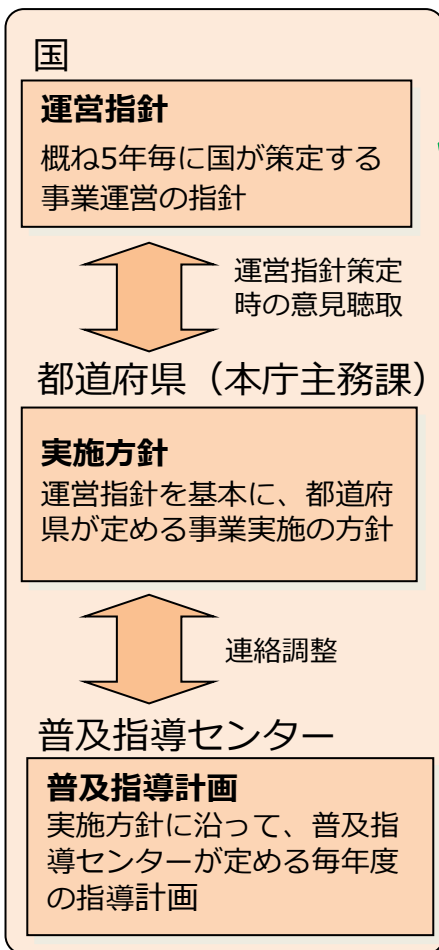 国
運営指針
概ね5年毎に国が策定する
事業運営の指針
運営指針策定
時の意見聴取
都道府県（本庁主務課）
実施方針
運営指針を基本に、都道府
県が定める事業実施の方針
連絡調整
普及指導センター
普及指導計画
実施方針に沿って、普及指
導センターが定める毎年度
の指導計画